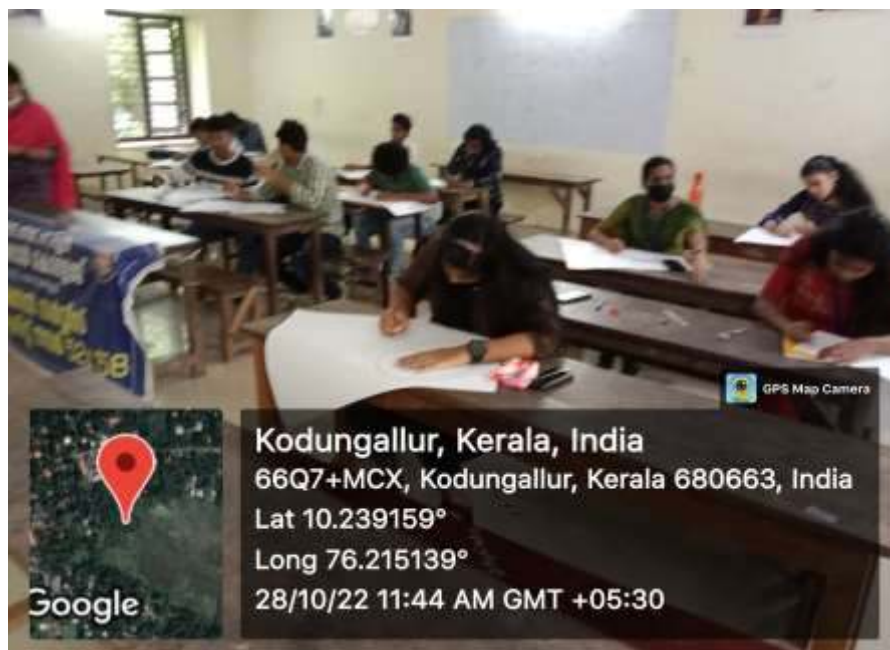 GPS Map Camera
Kodungallur, Kerala, India
66Q7+MCX, Kodungallur, Kerala 680663, India
Lat 10.239159°
Long 76.215139°
28/10/22 11:44 AM GMT +05:30
Google